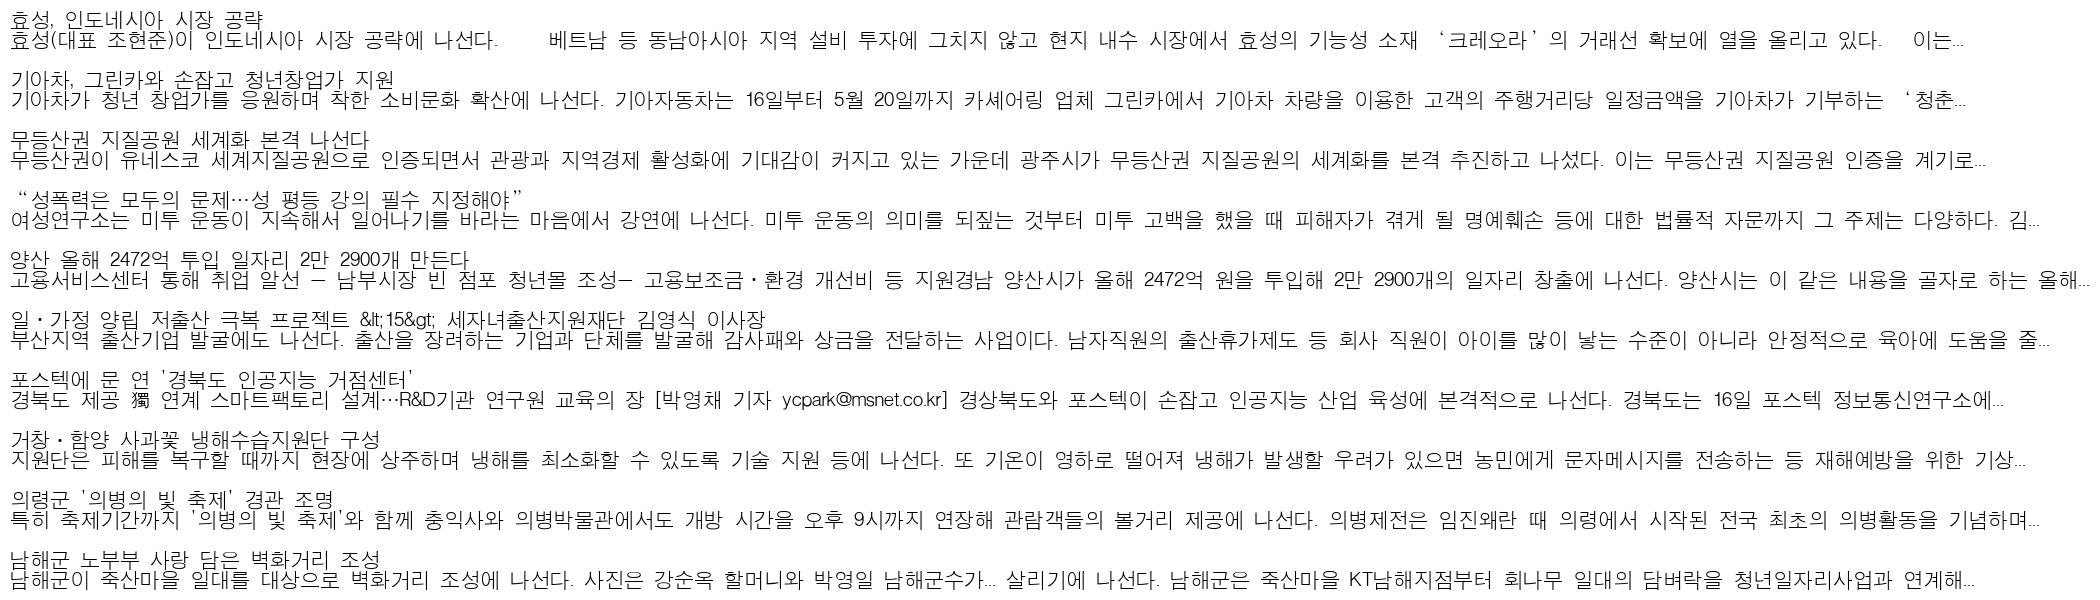 효성, 인도네시아 시장 공략
효성(대표 조현준)이 인도네시아 시장 공략에 나선다. 베트남 등 동남아시아 지역 설비 투자에 그치지 않고 현지 내수 시장에서 효성의 기능성 소재 ‘크레오라’의 거래선 확보에 열을 올리고 있다. 이는...
기아차, 그린카와 손잡고 청년창업가 지원
기아차가 청년 창업가를 응원하며 착한 소비문화 확산에 나선다. 기아자동차는 16일부터 5월 20일까지 카셰어링 업체 그린카에서 기아차 차량을 이용한 고객의 주행거리당 일정금액을 기아차가 기부하는 ‘청춘...
무등산권 지질공원 세계화 본격 나선다
무등산권이 유네스코 세계지질공원으로 인증되면서 관광과 지역경제 활성화에 기대감이 커지고 있는 가운데 광주시가 무등산권 지질공원의 세계화를 본격 추진하고 나섰다. 이는 무등산권 지질공원 인증을 계기로...
“성폭력은 모두의 문제…성 평등 강의 필수 지정해야”
여성연구소는 미투 운동이 지속해서 일어나기를 바라는 마음에서 강연에 나선다. 미투 운동의 의미를 되짚는 것부터 미투 고백을 했을 때 피해자가 겪게 될 명예훼손 등에 대한 법률적 자문까지 그 주제는 다양하다. 김...
양산 올해 2472억 투입 일자리 2만 2900개 만든다
고용서비스센터 통해 취업 알선 - 남부시장 빈 점포 청년몰 조성- 고용보조금·환경 개선비 등 지원경남 양산시가 올해 2472억 원을 투입해 2만 2900개의 일자리 창출에 나선다. 양산시는 이 같은 내용을 골자로 하는 올해...
일·가정 양립 저출산 극복 프로젝트 &lt;15&gt; 세자녀출산지원재단 김영식 이사장
부산지역 출산기업 발굴에도 나선다. 출산을 장려하는 기업과 단체를 발굴해 감사패와 상금을 전달하는 사업이다. 남자직원의 출산휴가제도 등 회사 직원이 아이를 많이 낳는 수준이 아니라 안정적으로 육아에 도움을 줄...
포스텍에 문 연 '경북도 인공지능 거점센터'
경북도 제공 獨 연계 스마트팩토리 설계…R&D기관 연구원 교육의 장 [박영채 기자 ycpark@msnet.co.kr] 경상북도와 포스텍이 손잡고 인공지능 산업 육성에 본격적으로 나선다. 경북도는 16일 포스텍 정보통신연구소에...
거창·함양 사과꽃 냉해수습지원단 구성
지원단은 피해를 복구할 때까지 현장에 상주하며 냉해를 최소화할 수 있도록 기술 지원 등에 나선다. 또 기온이 영하로 떨어져 냉해가 발생할 우려가 있으면 농민에게 문자메시지를 전송하는 등 재해예방을 위한 기상...
의령군 '의병의 빛 축제' 경관 조명
특히 축제기간까지 '의병의 빛 축제'와 함께 충익사와 의병박물관에서도 개방 시간을 오후 9시까지 연장해 관람객들의 볼거리 제공에 나선다. 의병제전은 임진왜란 때 의령에서 시작된 전국 최초의 의병활동을 기념하며...
남해군 노부부 사랑 담은 벽화거리 조성
남해군이 죽산마을 일대를 대상으로 벽화거리 조성에 나선다. 사진은 강순옥 할머니와 박영일 남해군수가... 살리기에 나선다. 남해군은 죽산마을 KT남해지점부터 회나무 일대의 담벼락을 청년일자리사업과 연계해...